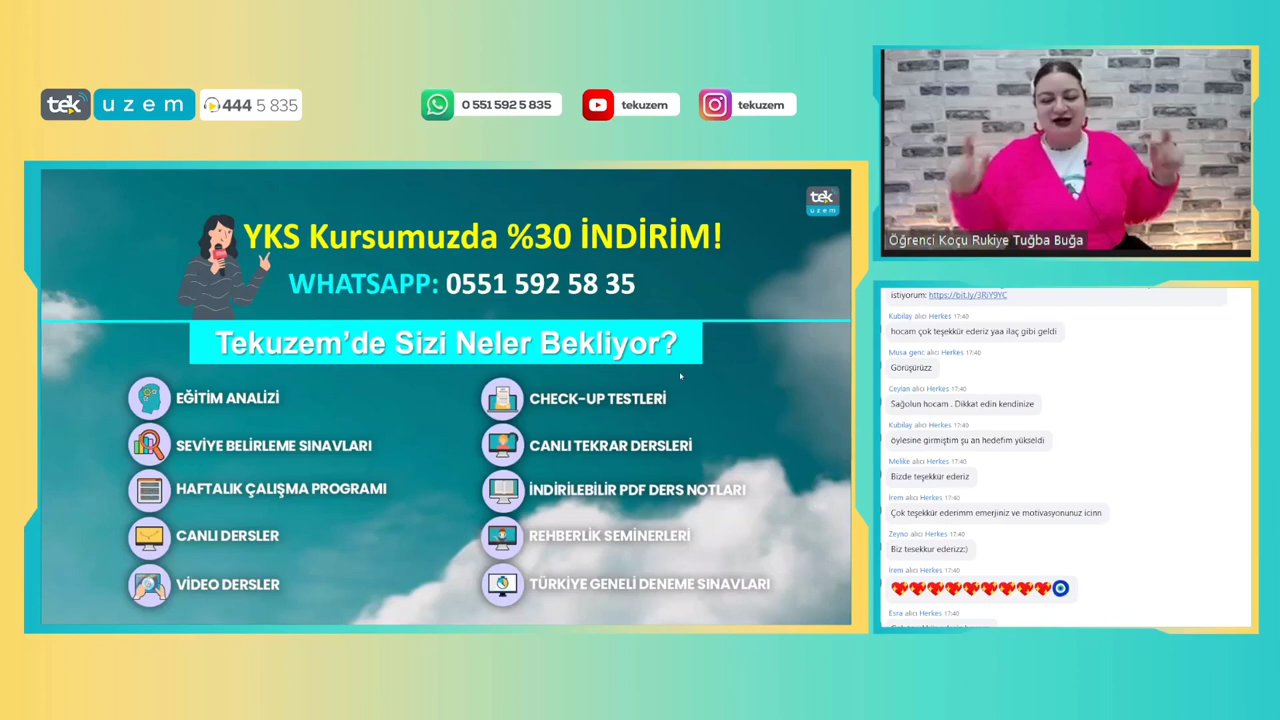 tek uzem 444 5 835
0 551 592 5 835
tekuzem
tekuzem
tek
uzem
YKS Kursumuzda %30 İNDİRİM!
WHATSAPP: 0551 592 58 35
Tekuzem’de Sizi Neler Bekliyor?
EĞİTİM ANALİZİ
SEVİYE BELİRLEME SINAVLARI
HAFTALIK ÇALIŞMA PROGRAMI
CANLI DERSLER
VİDEO DERSLER
CHECK-UP TESTLERİ
CANLI TEKRAR DERSLERİ
İNDİRİLEBİLİR PDF DERS NOTLARI
REHBERLİK SEMİNERLERİ
TÜRKİYE GENELİ DENEME SINAVLARI
Öğrenci Koçu Rukiye Tuğba Buğa
istiyorum: https://bit.ly/3RiY9YC
Kubilay alıcı Herkes 17:40
hocam çok teşekkür ederiz yaa ilaç gibi geldi
Musa genc alıcı Herkes 17:40
Görüşürüzz
Ceylan alıcı Herkes 17:40
Sağolun hocam . Dikkat edin kendinize
Kubilay alıcı Herkes 17:40
öylesine girmiştim şu an hedefim yükseldi
Melike alıcı Herkes 17:40
Bizde teşekkür ederiz
İrem alıcı Herkes 17:40
Çok teşekkür ederimm emerjiniz ve motivasyonunuz icinn
Zeyno alıcı Herkes 17:40
Biz tesekkur ederizz:)
İrem alıcı Herkes 17:40
Esra alıcı Herkes 17:40